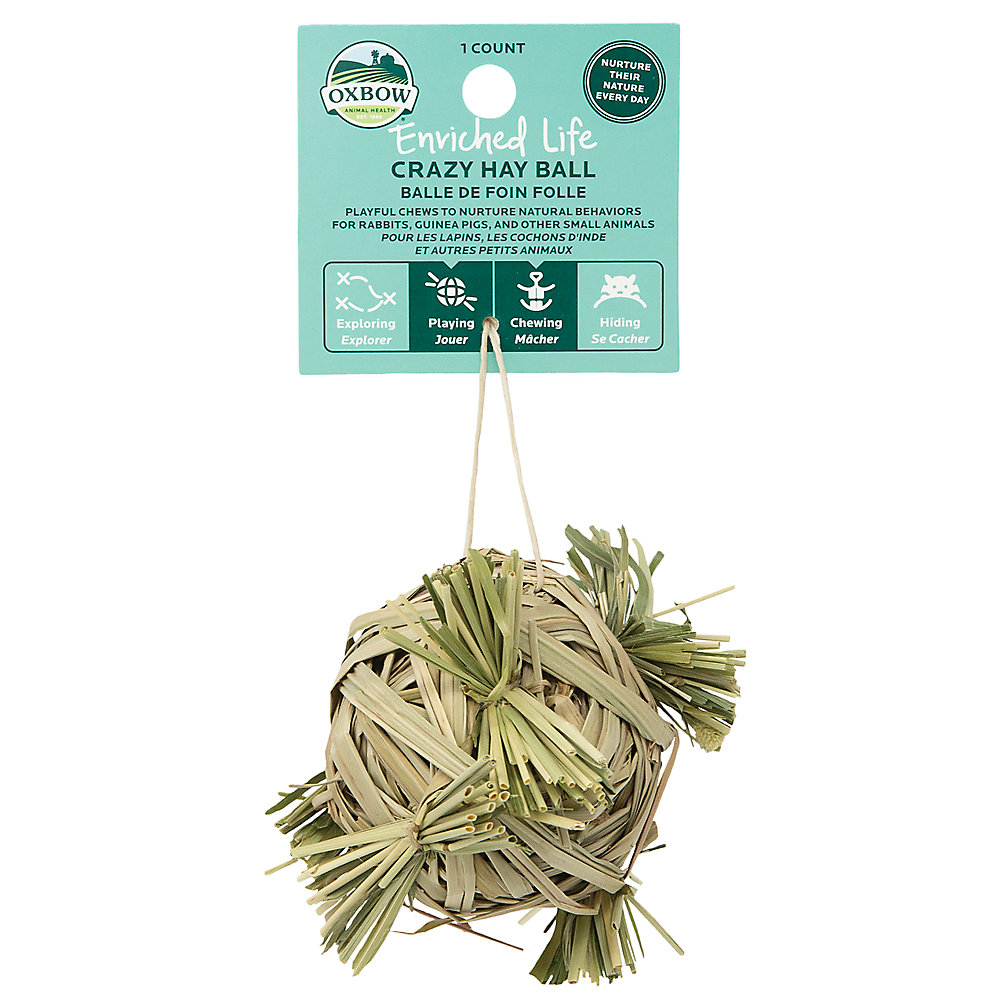 1 COUNT
OXBOW
ANIMAL HEALTH
EST. 1980
NURTURE
THEIR
NATURE
EVERY DAY
Enriched Life
CRAZY HAY BALL
BALLE DE FOIN FOLLE
PLAYFUL CHEWS TO NURTURE NATURAL BEHAVIORS
FOR RABBITS, GUINEA PIGS, AND OTHER SMALL ANIMALS
POUR LES LAPINS, LES COCHONS D'INDE
ET AUTRES PETITS ANIMAUX
Exploring
Explorer
Playing
Jouer
Chewing
Mâcher
Hiding
Se Cacher